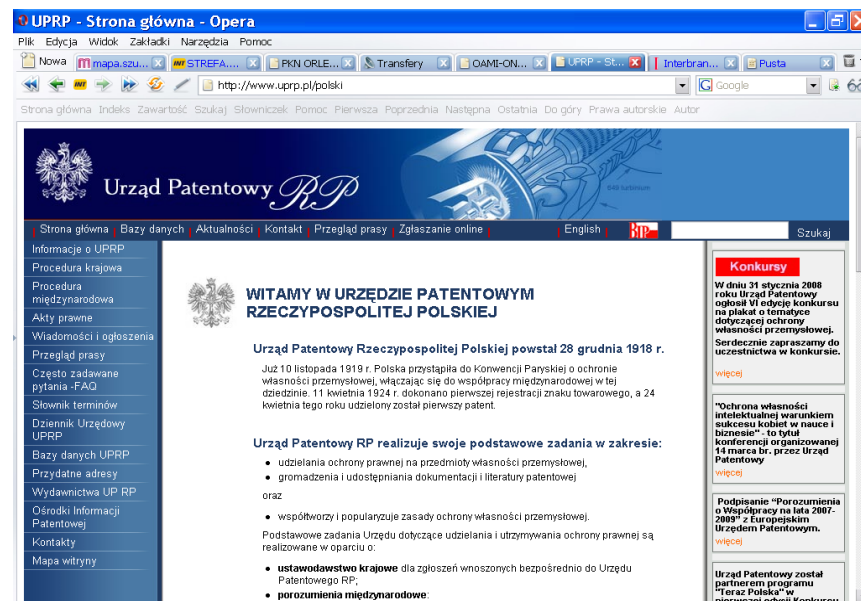 UPRP - Strona główna - Opera
Plik Edycja Widok Zakładki Narzędzia Pomoc
Nowa mapa.szu... STREFA.... PKN ORLE... Transfery OAMI-ON... UPRP - St... Interbran... Pusta
http://www.uprp.pl/polski Google
Strona główna Indeks Zawartość Szukaj Słowniczek Pomoc Pierwsza Poprzednia Następna Ostatnia Do góry Prawa autorskie Autor
Urząd Patentowy RP
Strona główna Bazy danych Aktualności Kontakt Przegląd prasy Zgłaszanie online English BIP Szukaj
Informacje o UPRP
Procedura krajowa
Procedura
międzynarodowa
Akty prawne
Wiadomości i ogłoszenia
Przegląd prasy
Często zadawane
pytania -FAQ
Słownik terminów
Dziennik Urzędowy
UPRP
Bazy danych UPRP
Przydatne adresy
Wydawnictwa UP RP
Ośrodki Informacji
Patentowej
Kontakty
Mapa witryny
WITAMY W URZĘDZIE PATENTOWYM
RZECZYPOSPOLITEJ POLSKIEJ
Urząd Patentowy Rzeczypospolitej Polskiej powstał 28 grudnia 1918 r.
Już 10 listopada 1919 r. Polska przystąpiła do Konwencji Paryskiej o ochronie
własności przemysłowej, włączając się do współpracy międzynarodowej w tej
dziedzinie. 11 kwietnia 1924 r. dokonano pierwszej rejestracji znaku towarowego, a 24
kwietnia tego roku udzielony został pierwszy patent.
Urząd Patentowy RP realizuje swoje podstawowe zadania w zakresie:
• udzielania ochrony prawnej na przedmioty własności przemysłowej,
• gromadzenia i udostępniania dokumentacji i literatury patentowej
oraz
• współtworzy i popularyzuje zasady ochrony własności przemysłowej.
Podstawowe zadania Urzędu dotyczące udzielania i utrzymywania ochrony prawnej są
realizowane w oparciu o:
• ustawodawstwo krajowe dla zgłoszeń wnoszonych bezpośrednio do Urzędu
Patentowego RP;
• porozumienia międzynarodowe:
Konkursy
W dniu 31 stycznia 2008
roku Urząd Patentowy
ogłosił VI edycję konkursu
na plakat o tematyce
dotyczącej ochrony
własności przemysłowej.
Serdecznie zapraszamy do
uczestnictwa w konkursie.
więcej
"Ochrona własności
intelektualnej warunkiem
sukcesu kobiet w nauce i
biznesie" - to tytuł
konferencji organizowanej
14 marca br. przez Urząd
Patentowy
więcej
Podpisanie "Porozumienia
o Współpracy na lata 2007-
2009" z Europejskim
Urzędem Patentowym.
więcej
Urząd Patentowy został
partnerem programu
"Teraz Polska" w
pierwszej edycji Konkursu